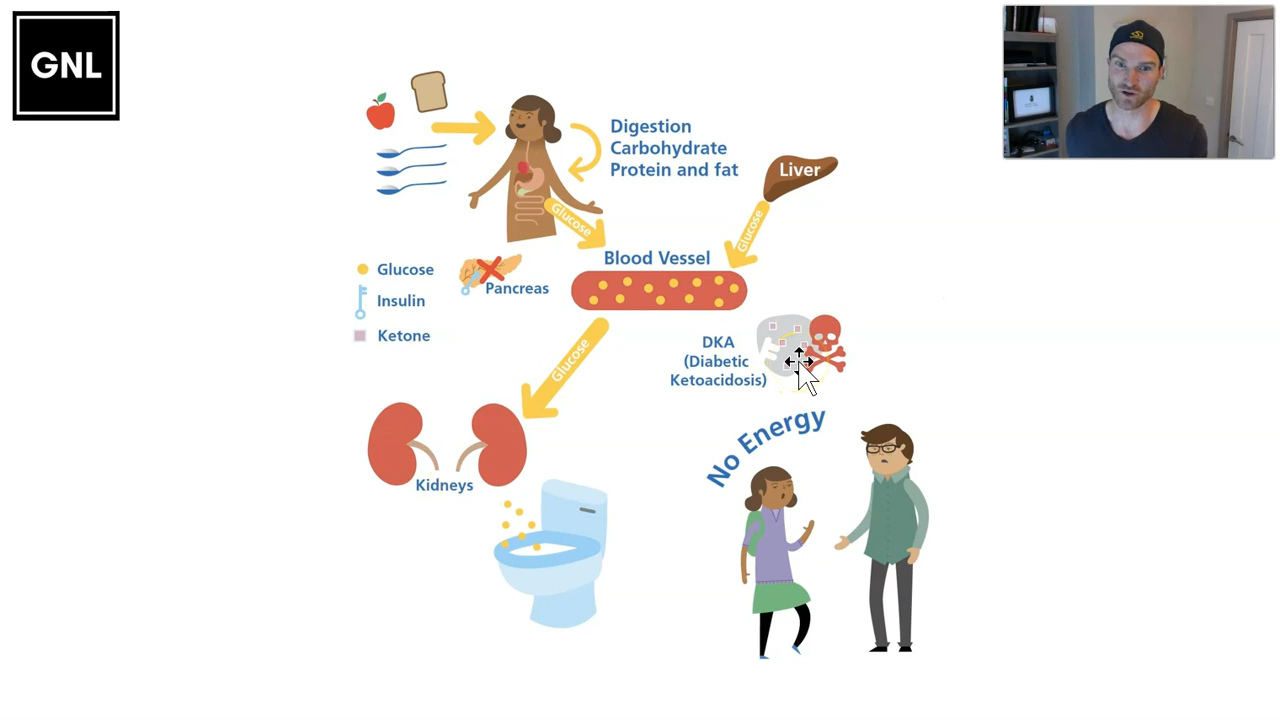 GNL
Digestion
Carbohydrate
Protein and fat
Liver
Glucose
Glucose
Blood Vessel
Glucose
Insulin
Ketone
Pancreas
Glucose
DKA
(Diabetic
Ketoacidosis)
No Energy
Kidneys